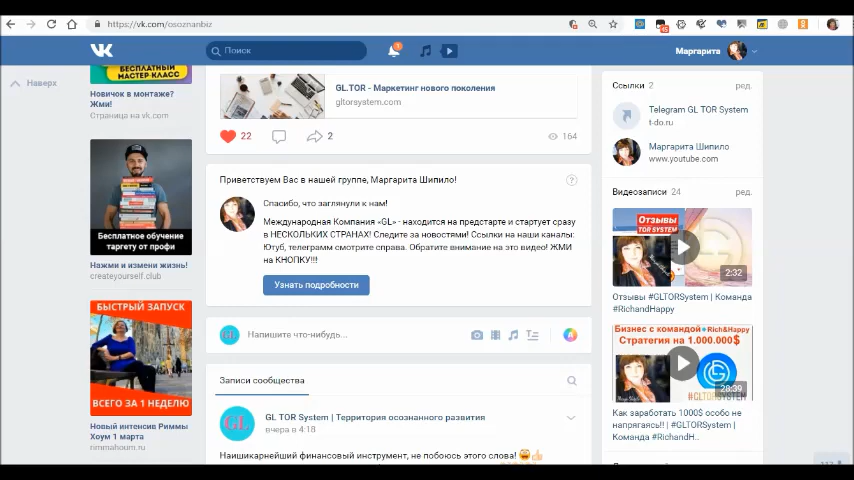 https://vk.com/osoznanbiz
Поиск
Маргарита
Наверх
БЕСПЛАТНЫЙ
МАСТЕР-КЛАСС
Новичок в монтаже?
Жми!
Страница на vk.com
Бесплатное обучение
таргету от профи
Нажми и измени жизнь!
createyourself.club
БЫСТРЫЙ ЗАПУСК
ВСЕГО ЗА 1 НЕДЕЛЮ
Новый интенсив Риммы
Хоум 1 марта
rimmahoum.ru
GL.TOR - Маркетинг нового поколения
gltorsystem.com
22
2
164
Приветствуем Вас в нашей группе, Маргарита Шипило!
Спасибо, что заглянули к нам!
Международная Компания «GL» - находится на предстарте и стартует сразу
в НЕСКОЛЬКИХ СТРАНАХ! Следите за новостями! Ссылки на наши каналы:
Ютуб, телеграмм смотрите справа. Обратите внимание на это видео! ЖМИ
на КНОПКУ!!!
Узнать подробности
GL
Напишите что-нибудь...
Записи сообщества
GL
GL TOR System | Территория осознанного развития
вчера в 4:18
Наишикарнейший финансовый инструмент, не побоюсь этого слова!
Ссылки 2
ред.
Telegram GL TOR System
t-do.ru
Маргарита Шипило
www.youtube.com
Видеозаписи 24
ред.
Отзывы
TOR SYSTEM
2:32
Отзывы #GLTORSystem | Команда
#RichandHappy
Бизнес с командой Rich&Happy
Стратегия на 1.000.000$
28:39
#GLTORSYSTEM
Как заработать 1000$ особо не
напрягаясь!! | #GLTORSystem |
Команда #RichandH...